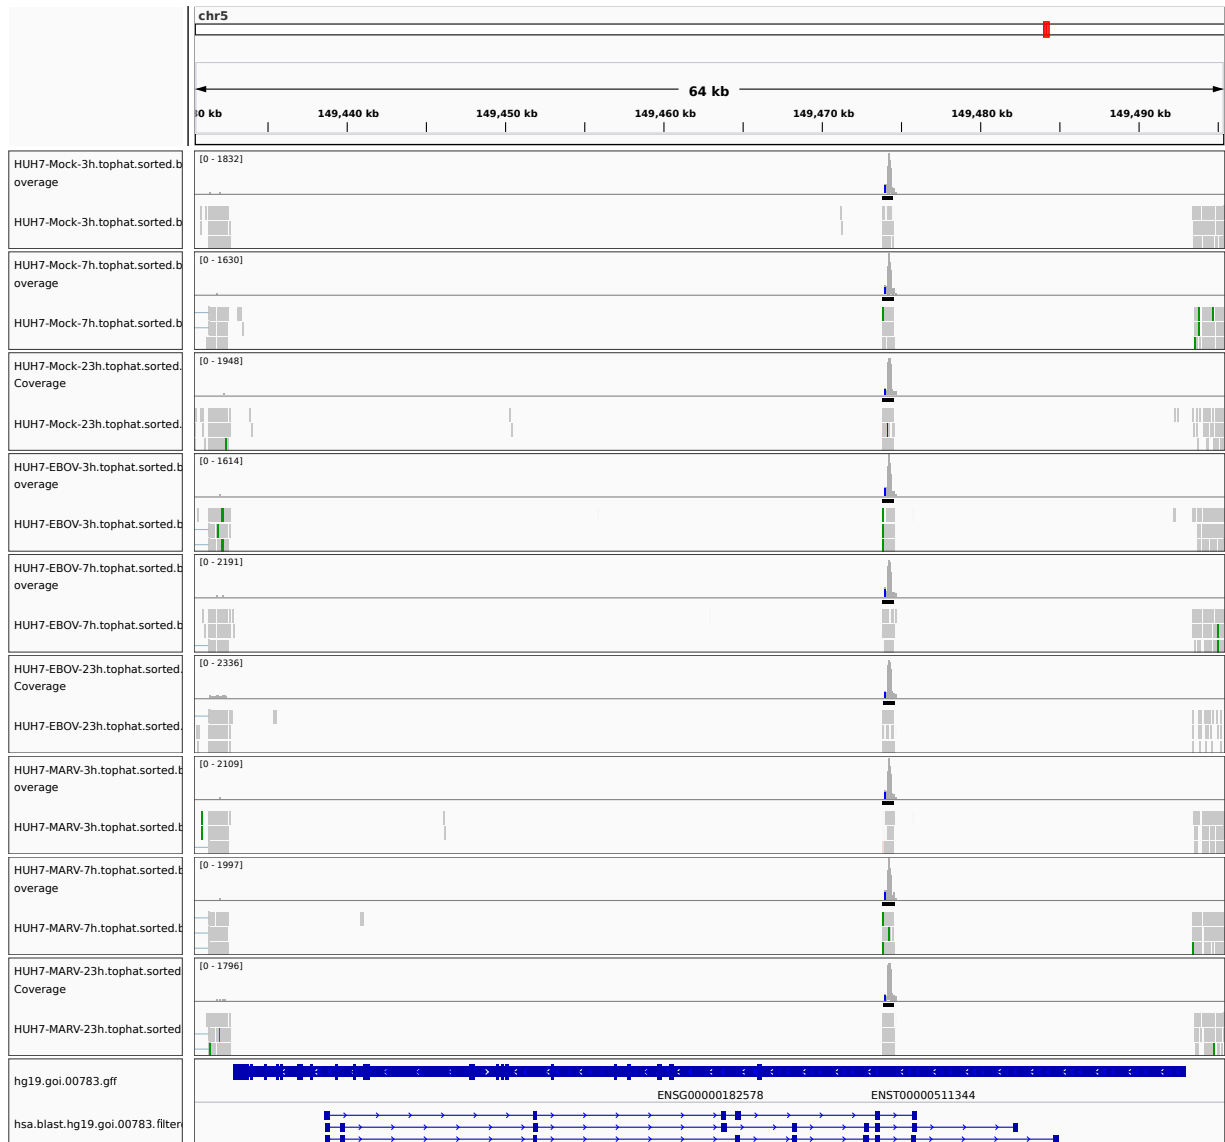 chr5
64 kb
30 kb 149,440 kb 149,450 kb 149,460 kb 149,470 kb 149,480 kb 149,490 kb
HUH7-Mock-3h.tophat.sorted.b
overage
[0 - 1832]
HUH7-Mock-3h.tophat.sorted.b
HUH7-Mock-7h.tophat.sorted.b
overage
[0 - 1630]
HUH7-Mock-7h.tophat.sorted.b
HUH7-Mock-23h.tophat.sorted.
Coverage
[0 - 1948]
HUH7-Mock-23h.tophat.sorted.
HUH7-EBOV-3h.tophat.sorted.b
overage
[0 - 1614]
HUH7-EBOV-3h.tophat.sorted.b
HUH7-EBOV-7h.tophat.sorted.b
overage
[0 - 2191]
HUH7-EBOV-7h.tophat.sorted.b
HUH7-EBOV-23h.tophat.sorted.
Coverage
[0 - 2336]
HUH7-EBOV-23h.tophat.sorted.
HUH7-MARV-3h.tophat.sorted.b
overage
[0 - 2109]
HUH7-MARV-3h.tophat.sorted.b
HUH7-MARV-7h.tophat.sorted.b
overage
[0 - 1997]
HUH7-MARV-7h.tophat.sorted.b
HUH7-MARV-23h.tophat.sorted
Coverage
[0 - 1796]
HUH7-MARV-23h.tophat.sorted
hg19.goi.00783.gff
ENSG00000182578 ENST00000511344
hsa.blast.hg19.goi.00783.filter